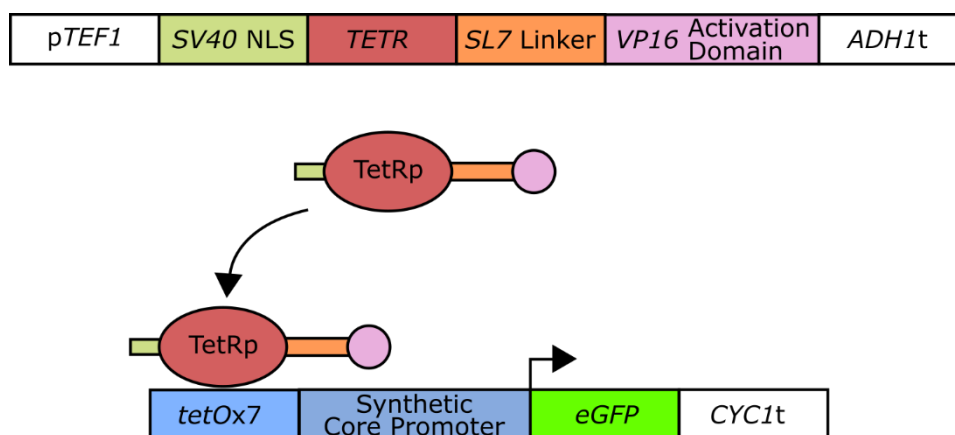 pTEF1 SV40 NLS TETR SL7 Linker VP16 Activation Domain ADH1t
TetRp
TetRp
tetOx7 Synthetic Core Promoter eGFP CYC1t